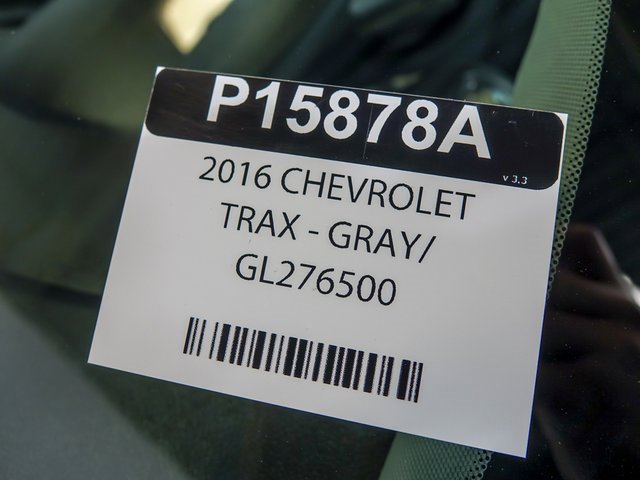 P15878A
v 3.3
2016 CHEVROLET
TRAX - GRAY/
GL276500